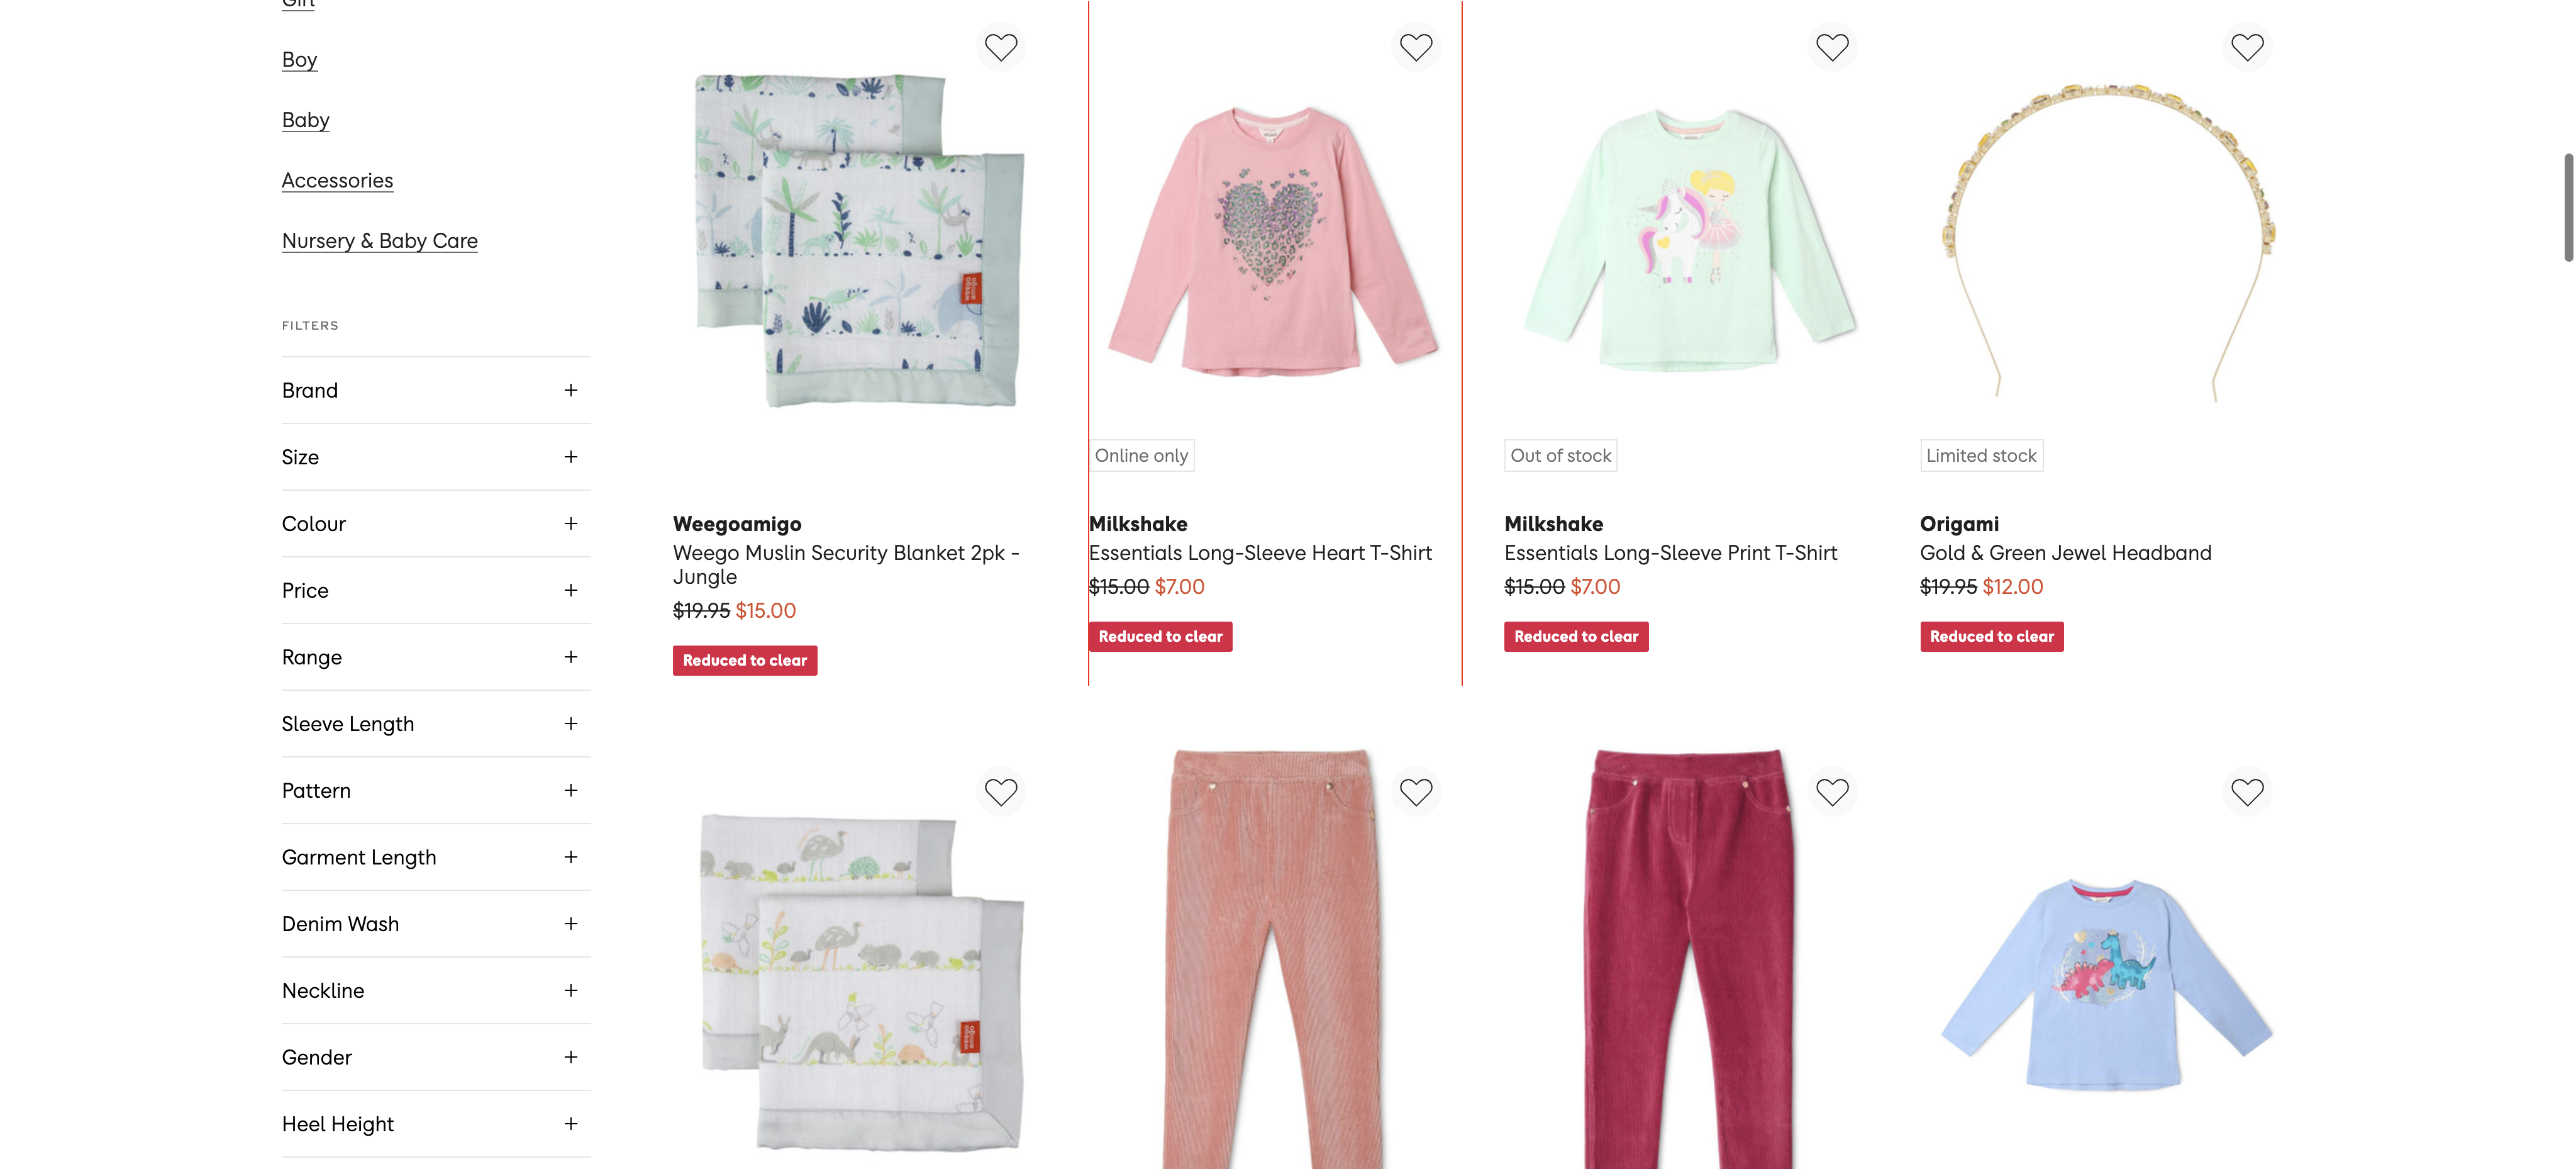 Girl
Boy
Baby
Accessories
Nursery & Baby Care
FILTERS
Brand +
Size +
Colour +
Price +
Range +
Sleeve Length +
Pattern +
Garment Length +
Denim Wash +
Neckline +
Gender +
Heel Height +
Weegoamigo
Weego Muslin Security Blanket 2pk -
Jungle
$19.95 $15.00
Reduced to clear
Online only
Milkshake
Essentials Long-Sleeve Heart T-Shirt
$15.00 $7.00
Reduced to clear
Out of stock
Milkshake
Essentials Long-Sleeve Print T-Shirt
$15.00 $7.00
Reduced to clear
Limited stock
Origami
Gold & Green Jewel Headband
$19.95 $12.00
Reduced to clear